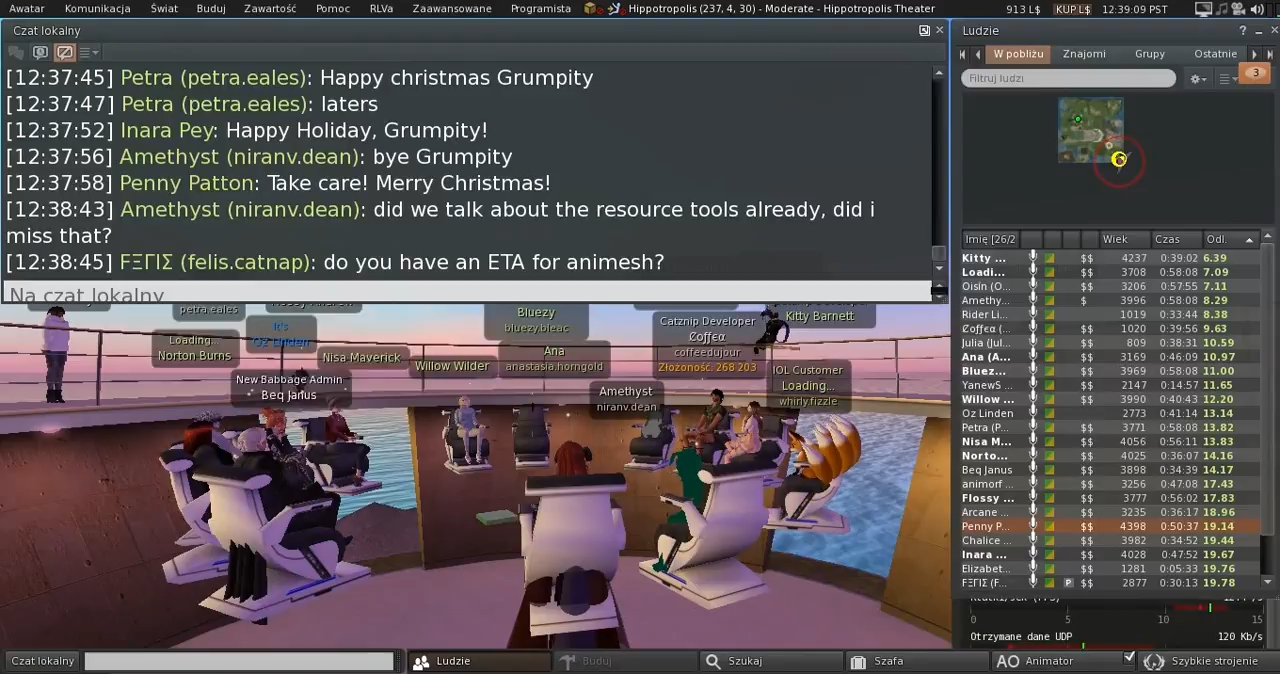 Awatar Komunikacja Świat Buduj Zawartość Pomoc RLVa Zaawansowane Programista Hippotropolis (237, 4, 30) - Moderate - Hippotropolis Theater 913 L$ KUP L$ 12:39:09 PST
Czat lokalny
[12:37:45] Petra (petra.eales): Happy christmas Grumpity
[12:37:47] Petra (petra.eales): laters
[12:37:52] Inara Pey: Happy Holiday, Grumpity!
[12:37:56] Amethyst (niranv.dean): bye Grumpity
[12:37:58] Penny Patton: Take care! Merry Christmas!
[12:38:43] Amethyst (niranv.dean): did we talk about the resource tools already, did i
miss that?
[12:38:45] FΞΓIΣ (felis.catnap): do you have an ETA for animesh?
Na czat lokalny
petra.eales
It's
Oz Linden
Loading...
Norton Burns
New Babbage Admin
Beq Janus
Nisa Maverick
Willow Wilder
Bluezy
bluezy.bleac
Ana
anastasia.horngold
Amethyst
niranv.dean
Catznip Developer
Ȼoffєα
coffeedujour
Złożoność: 268 203
Kitty Barnett
IOL Customer
Loading...
whirly.fizzle
Ludzie
W pobliżu Znajomi Grupy Ostatnie
Filtruj ludzi 3
Imię [26/2 Wiek Czas Odl.
Kitty ... $$ 4237 0:39:02 6.39
Loadi... $$ 3708 0:58:08 7.09
Oisín (O... $$ 3206 0:57:55 7.11
Amethy... $ 3996 0:58:08 8.29
Rider Li... 1019 0:33:44 8.38
Ȼoffєα (... $$ 1020 0:39:56 9.63
Julia (Jul... $$ 809 0:38:31 10.59
Ana (A... $$ 3169 0:46:09 10.97
Bluez... $$ 3969 0:58:08 11.00
YanewS ... $$ 2147 0:14:57 11.65
Willow ... $$ 3990 0:40:43 12.20
Oz Linden 2773 0:41:14 13.14
Petra (P... $$ 3771 0:58:08 13.82
Nisa M... $$ 4056 0:56:11 13.83
Norto... $$ 4025 0:36:07 14.16
Beq Janus $$ 3898 0:34:39 14.17
animorf ... $$ 3256 0:47:08 17.43
Flossy ... $$ 3777 0:56:02 17.83
Arcane ... $$ 3235 0:36:17 18.96
Penny P... $$ 4398 0:50:37 19.14
Chalice ... $$ 3982 0:34:52 19.44
Inara ... $$ 4028 0:47:52 19.67
Elizabet... $$ 1281 0:05:33 19.76
FΞΓIΣ (F... P $$ 2877 0:30:13 19.78
0 5 10 15
Otrzymane dane UDP 120 Kb/s
Czat lokalny Ludzie Buduj Szukaj Szafa AO Animator Szybkie strojenie